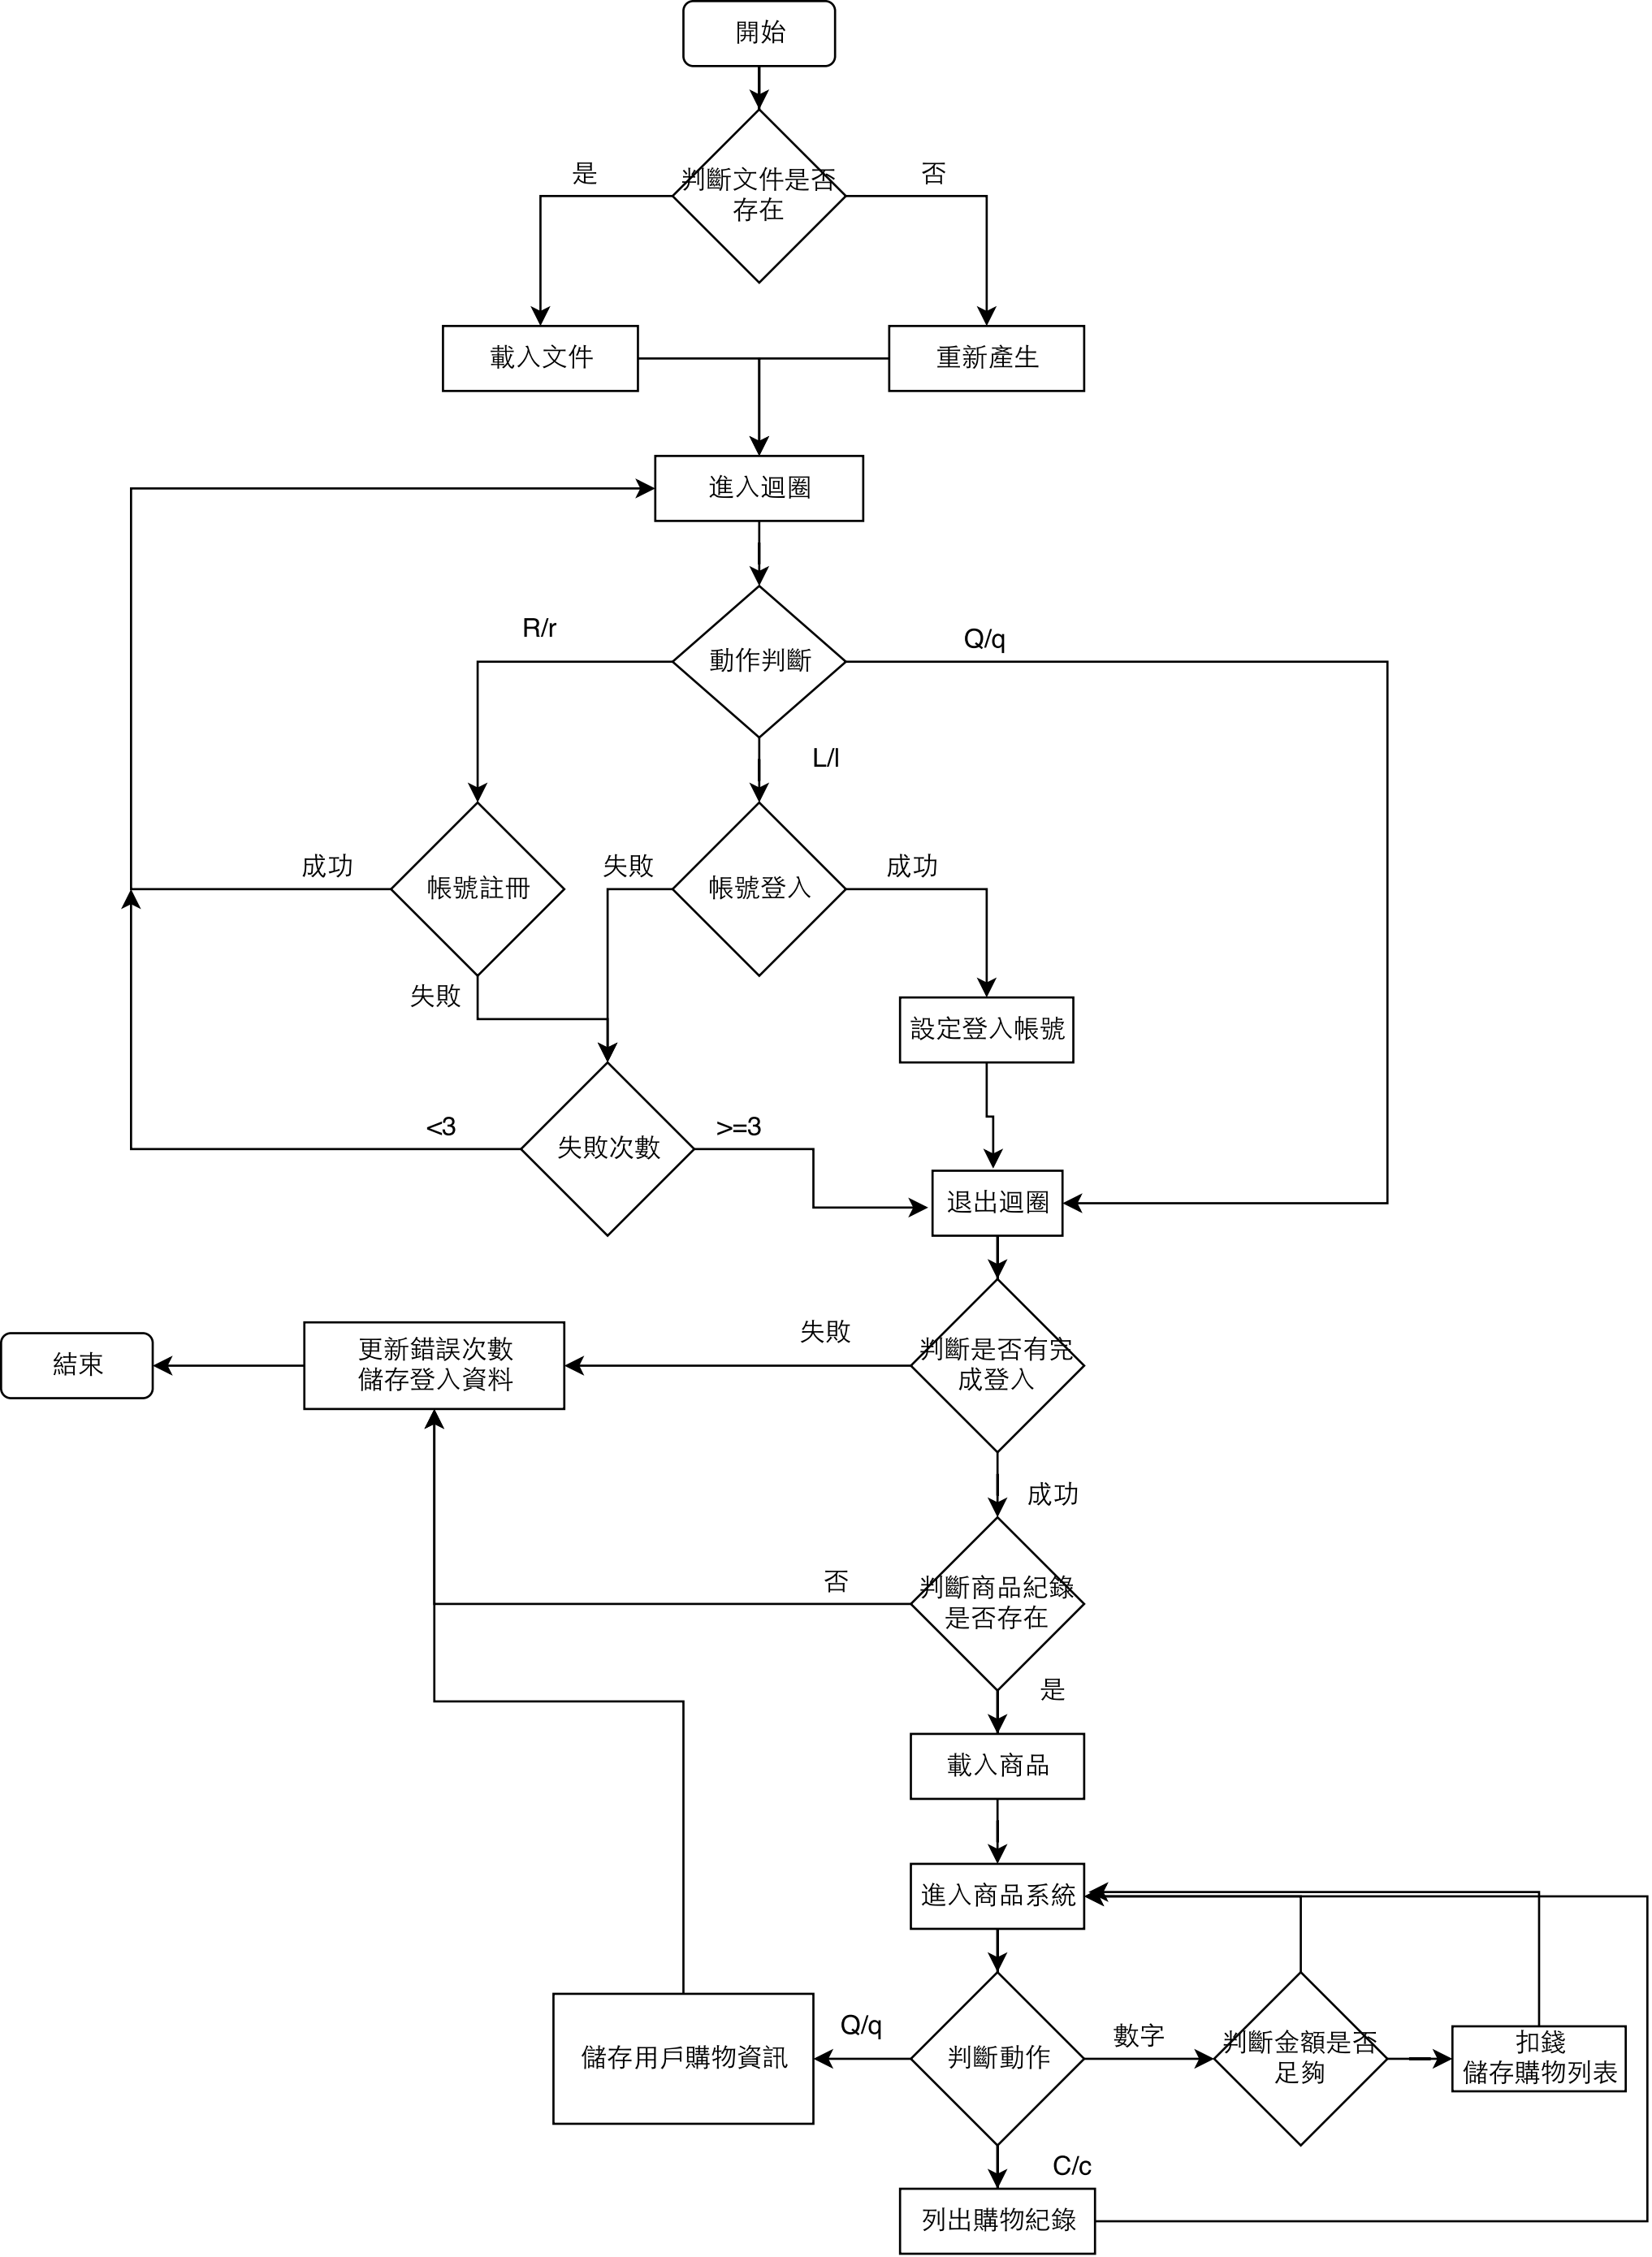 開始
判斷文件是否
存在
是
否
載入文件
重新產生
進入迴圈
動作判斷
R/r
Q/q
L/l
帳號註冊
成功
失敗
帳號登入
失敗
成功
設定登入帳號
失敗次數
<3
>=3
退出迴圈
判斷是否有完
成登入
失敗
更新錯誤次數
儲存登入資料
結束
成功
判斷商品紀錄
是否存在
否
是
載入商品
進入商品系統
判斷動作
Q/q
儲存用戶購物資訊
數字
判斷金額是否
足夠
扣錢
儲存購物列表
C/c
列出購物紀錄